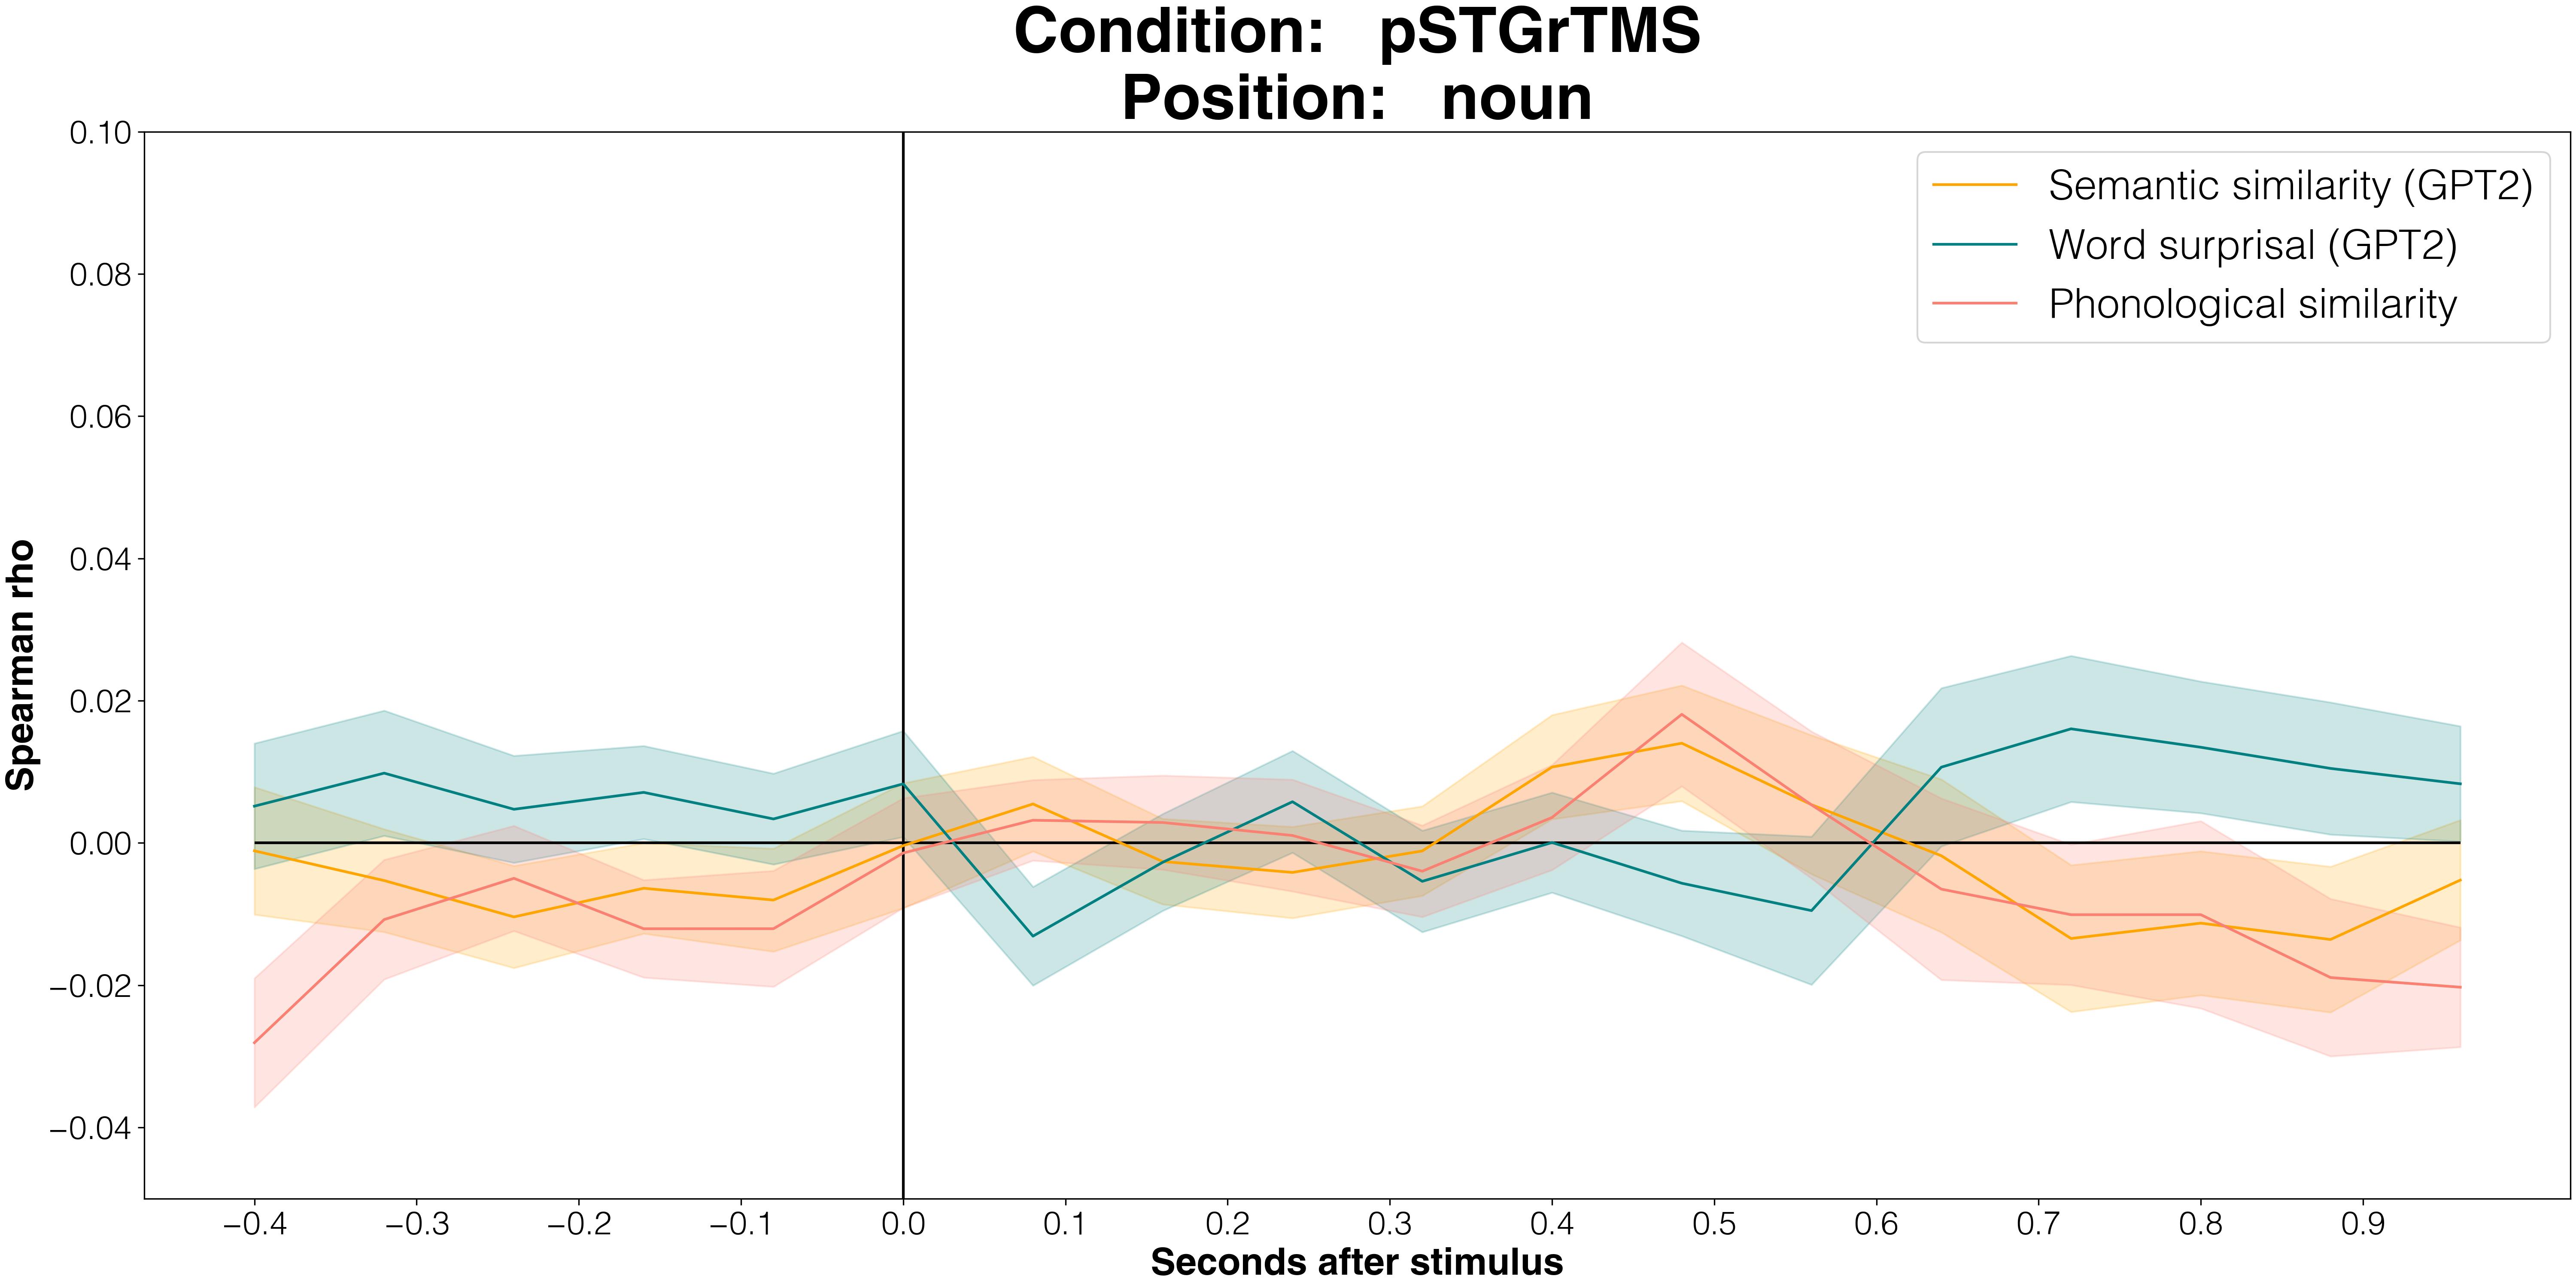 Condition:   pSTGrTMS
Position:   noun
0.10
0.08
0.06
0.04
0.02
0.00
−0.02
−0.04
Spearman rho
Semantic similarity (GPT2)
Word surprisal (GPT2)
Phonological similarity
−0.4 −0.3 −0.2 −0.1 0.0 0.1 0.2 0.3 0.4 0.5 0.6 0.7 0.8 0.9
Seconds after stimulus